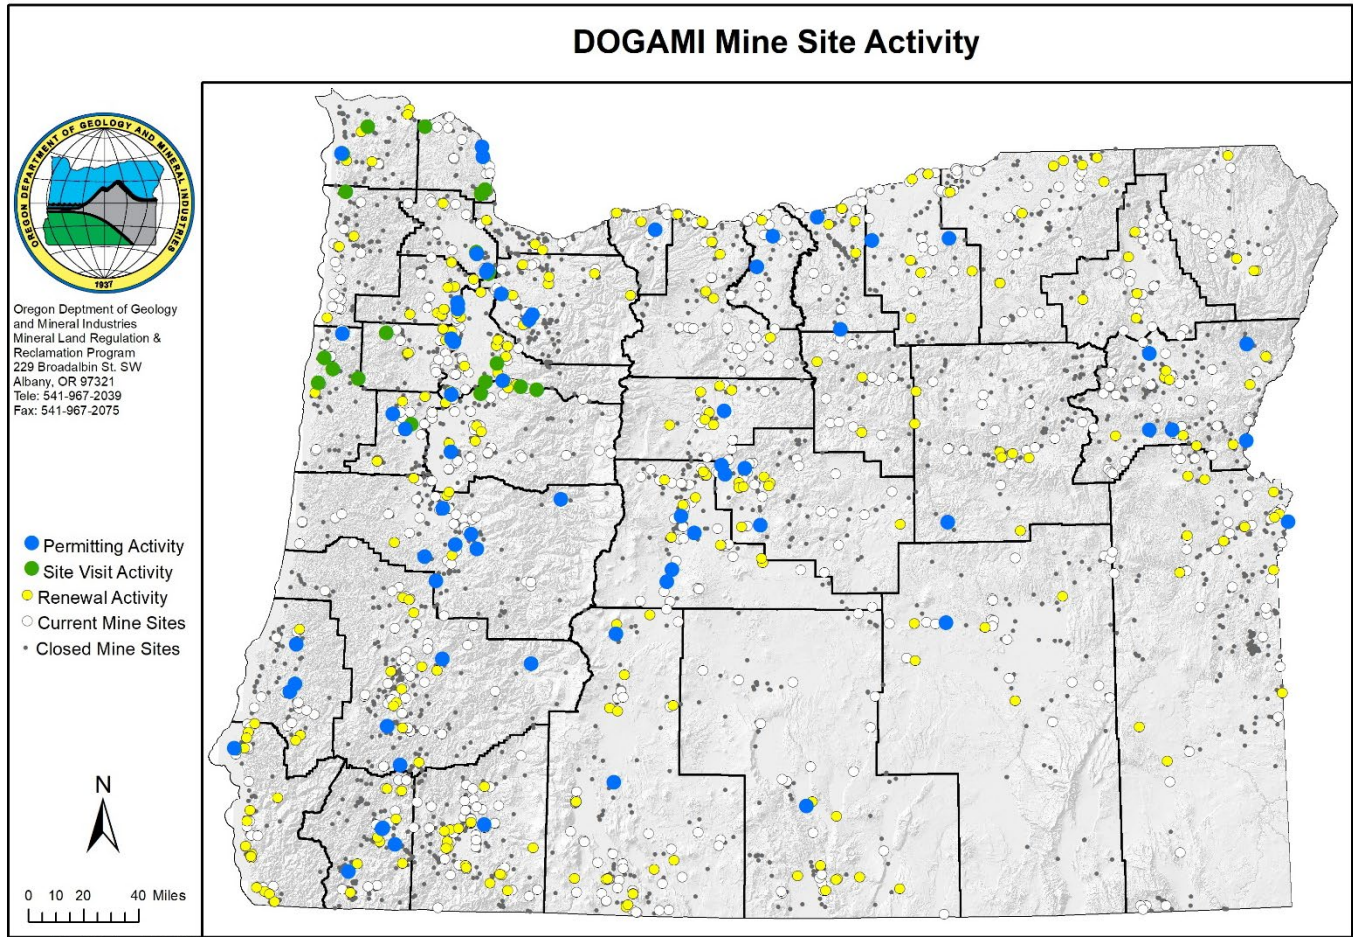 DOGAMI Mine Site Activity
OREGON DEPARTMENT OF GEOLOGY AND MINERAL INDUSTRIES
1937
Oregon Deptment of Geology
and Mineral Industries
Mineral Land Regulation &
Reclamation Program
229 Broadalbin St. SW
Albany, OR 97321
Tele: 541-967-2039
Fax: 541-967-2075
Permitting Activity
Site Visit Activity
Renewal Activity
Current Mine Sites
Closed Mine Sites
N
0 10 20 40 Miles